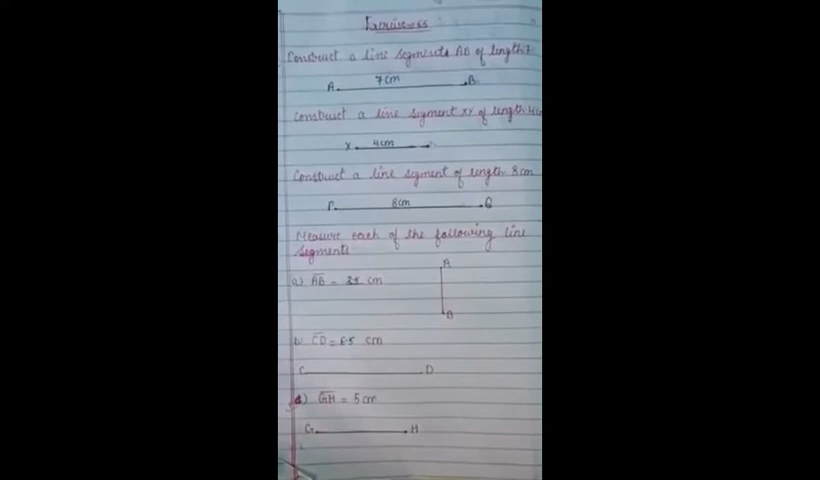 Exercise
Construct a line segments AB of length 7
7cm
A B
Construct a line segment XY of length 4cm
4cm
X
Construct a line segment of length 8cm
8cm
P Q
Measure each of the following line
segments
A
a) AB = 2.5 cm
B
b) CD = 6.5 cm
C D
d) GH = 5 cm
G H